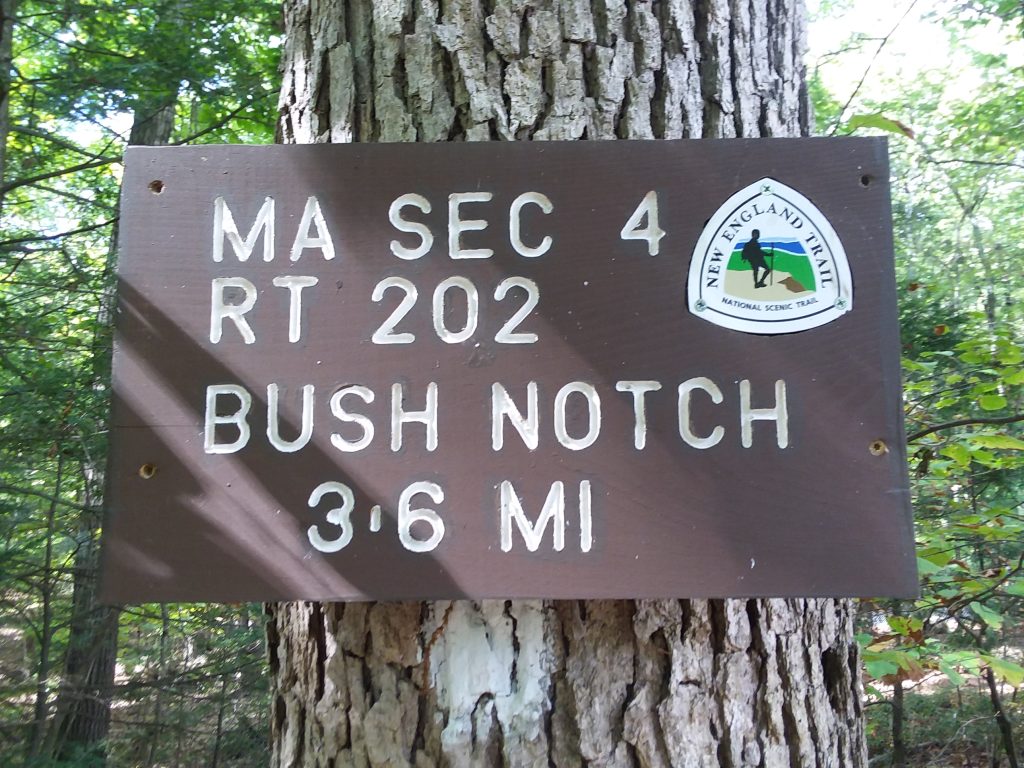 MA SEC 4
RT 202
BUSH NOTCH
3.6 MI
NEW ENGLAND TRAIL
NATIONAL SCENIC TRAIL